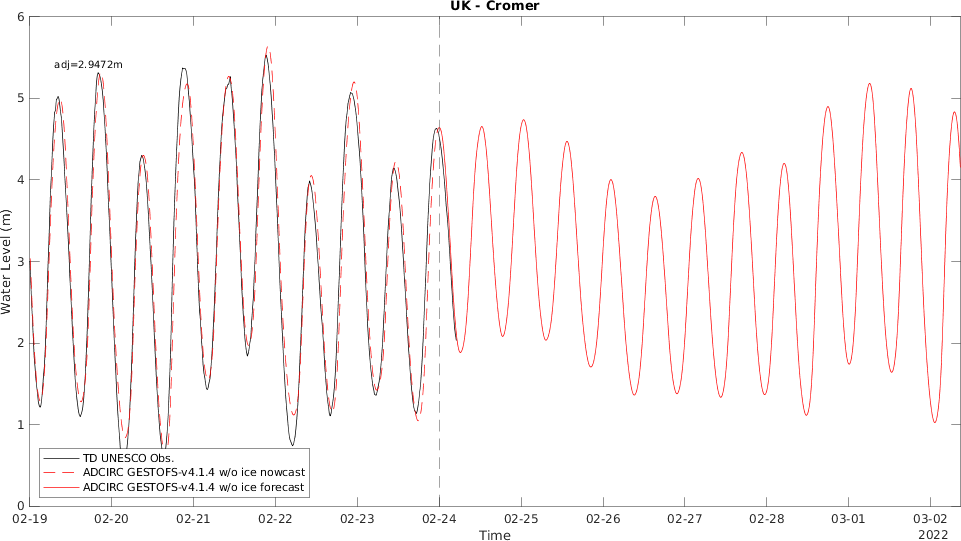 UK - Cromer
adj=2.9472m
Water Level (m)
6
5
4
3
2
1
0
TD UNESCO Obs.
ADCIRC GESTOFS-v4.1.4 w/o ice nowcast
ADCIRC GESTOFS-v4.1.4 w/o ice forecast
02-19 02-20 02-21 02-22 02-23 02-24 02-25 02-26 02-27 02-28 03-01 03-02
Time
2022